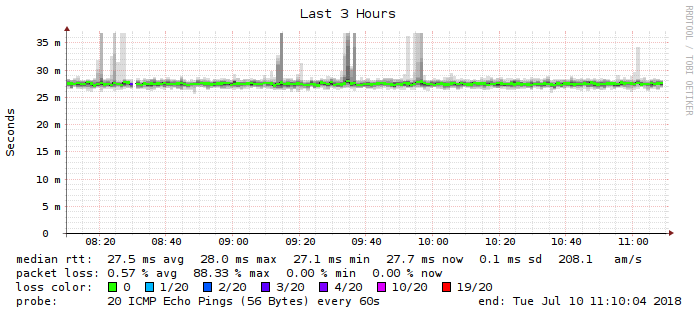 Last 3 Hours
RRDTOOL / TOBI OETIKER
Seconds
35 m
30 m
25 m
20 m
15 m
10 m
5 m
0
08:20 08:40 09:00 09:20 09:40 10:00 10:20 10:40 11:00
median rtt: 27.5 ms avg 28.0 ms max 27.1 ms min 27.7 ms now 0.1 ms sd 208.1 am/s
packet loss: 0.57 % avg 88.33 % max 0.00 % min 0.00 % now
loss color: 0 1/20 2/20 3/20 4/20 10/20 19/20
probe: 20 ICMP Echo Pings (56 Bytes) every 60s end: Tue Jul 10 11:10:04 2018